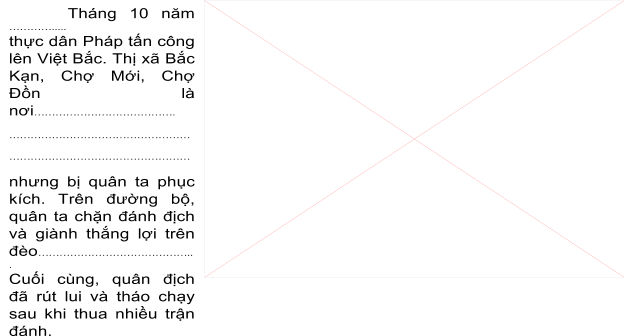 Tháng 10 năm
................
thực dân Pháp tấn công
lên Việt Bắc. Thị xã Bắc
Kạn, Chợ Mới, Chợ
Đồn là
nơi........................................
...................................................
...................................................
nhưng bị quân ta phục
kích. Trên đường bộ,
quân ta chặn đánh địch
và giành thắng lợi trên
đèo...........................................
.
Cuối cùng, quân địch
đã rút lui và tháo chạy
sau khi thua nhiều trận
đánh.